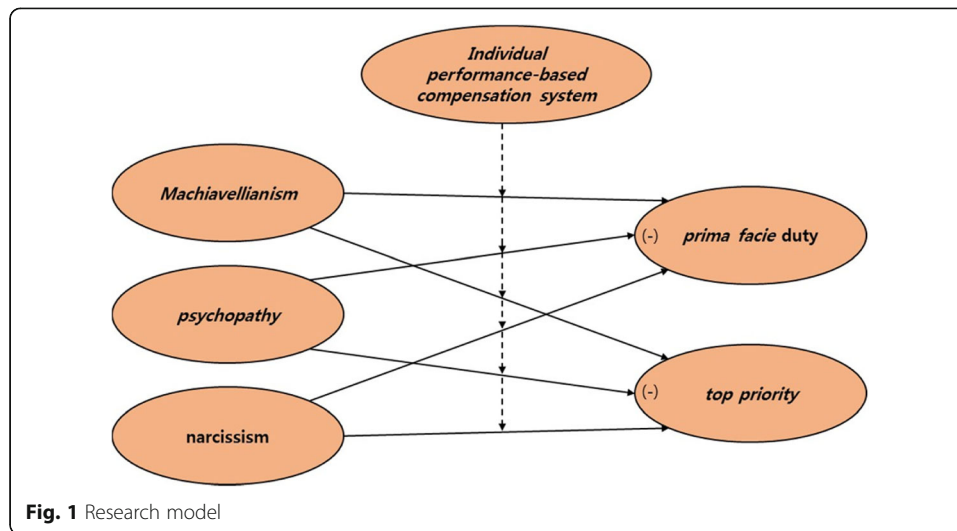 Individual
performance-based
compensation system
Machiavellianism
(-) prima facie duty
psychopathy
(-) top priority
narcissism
Fig. 1 Research model